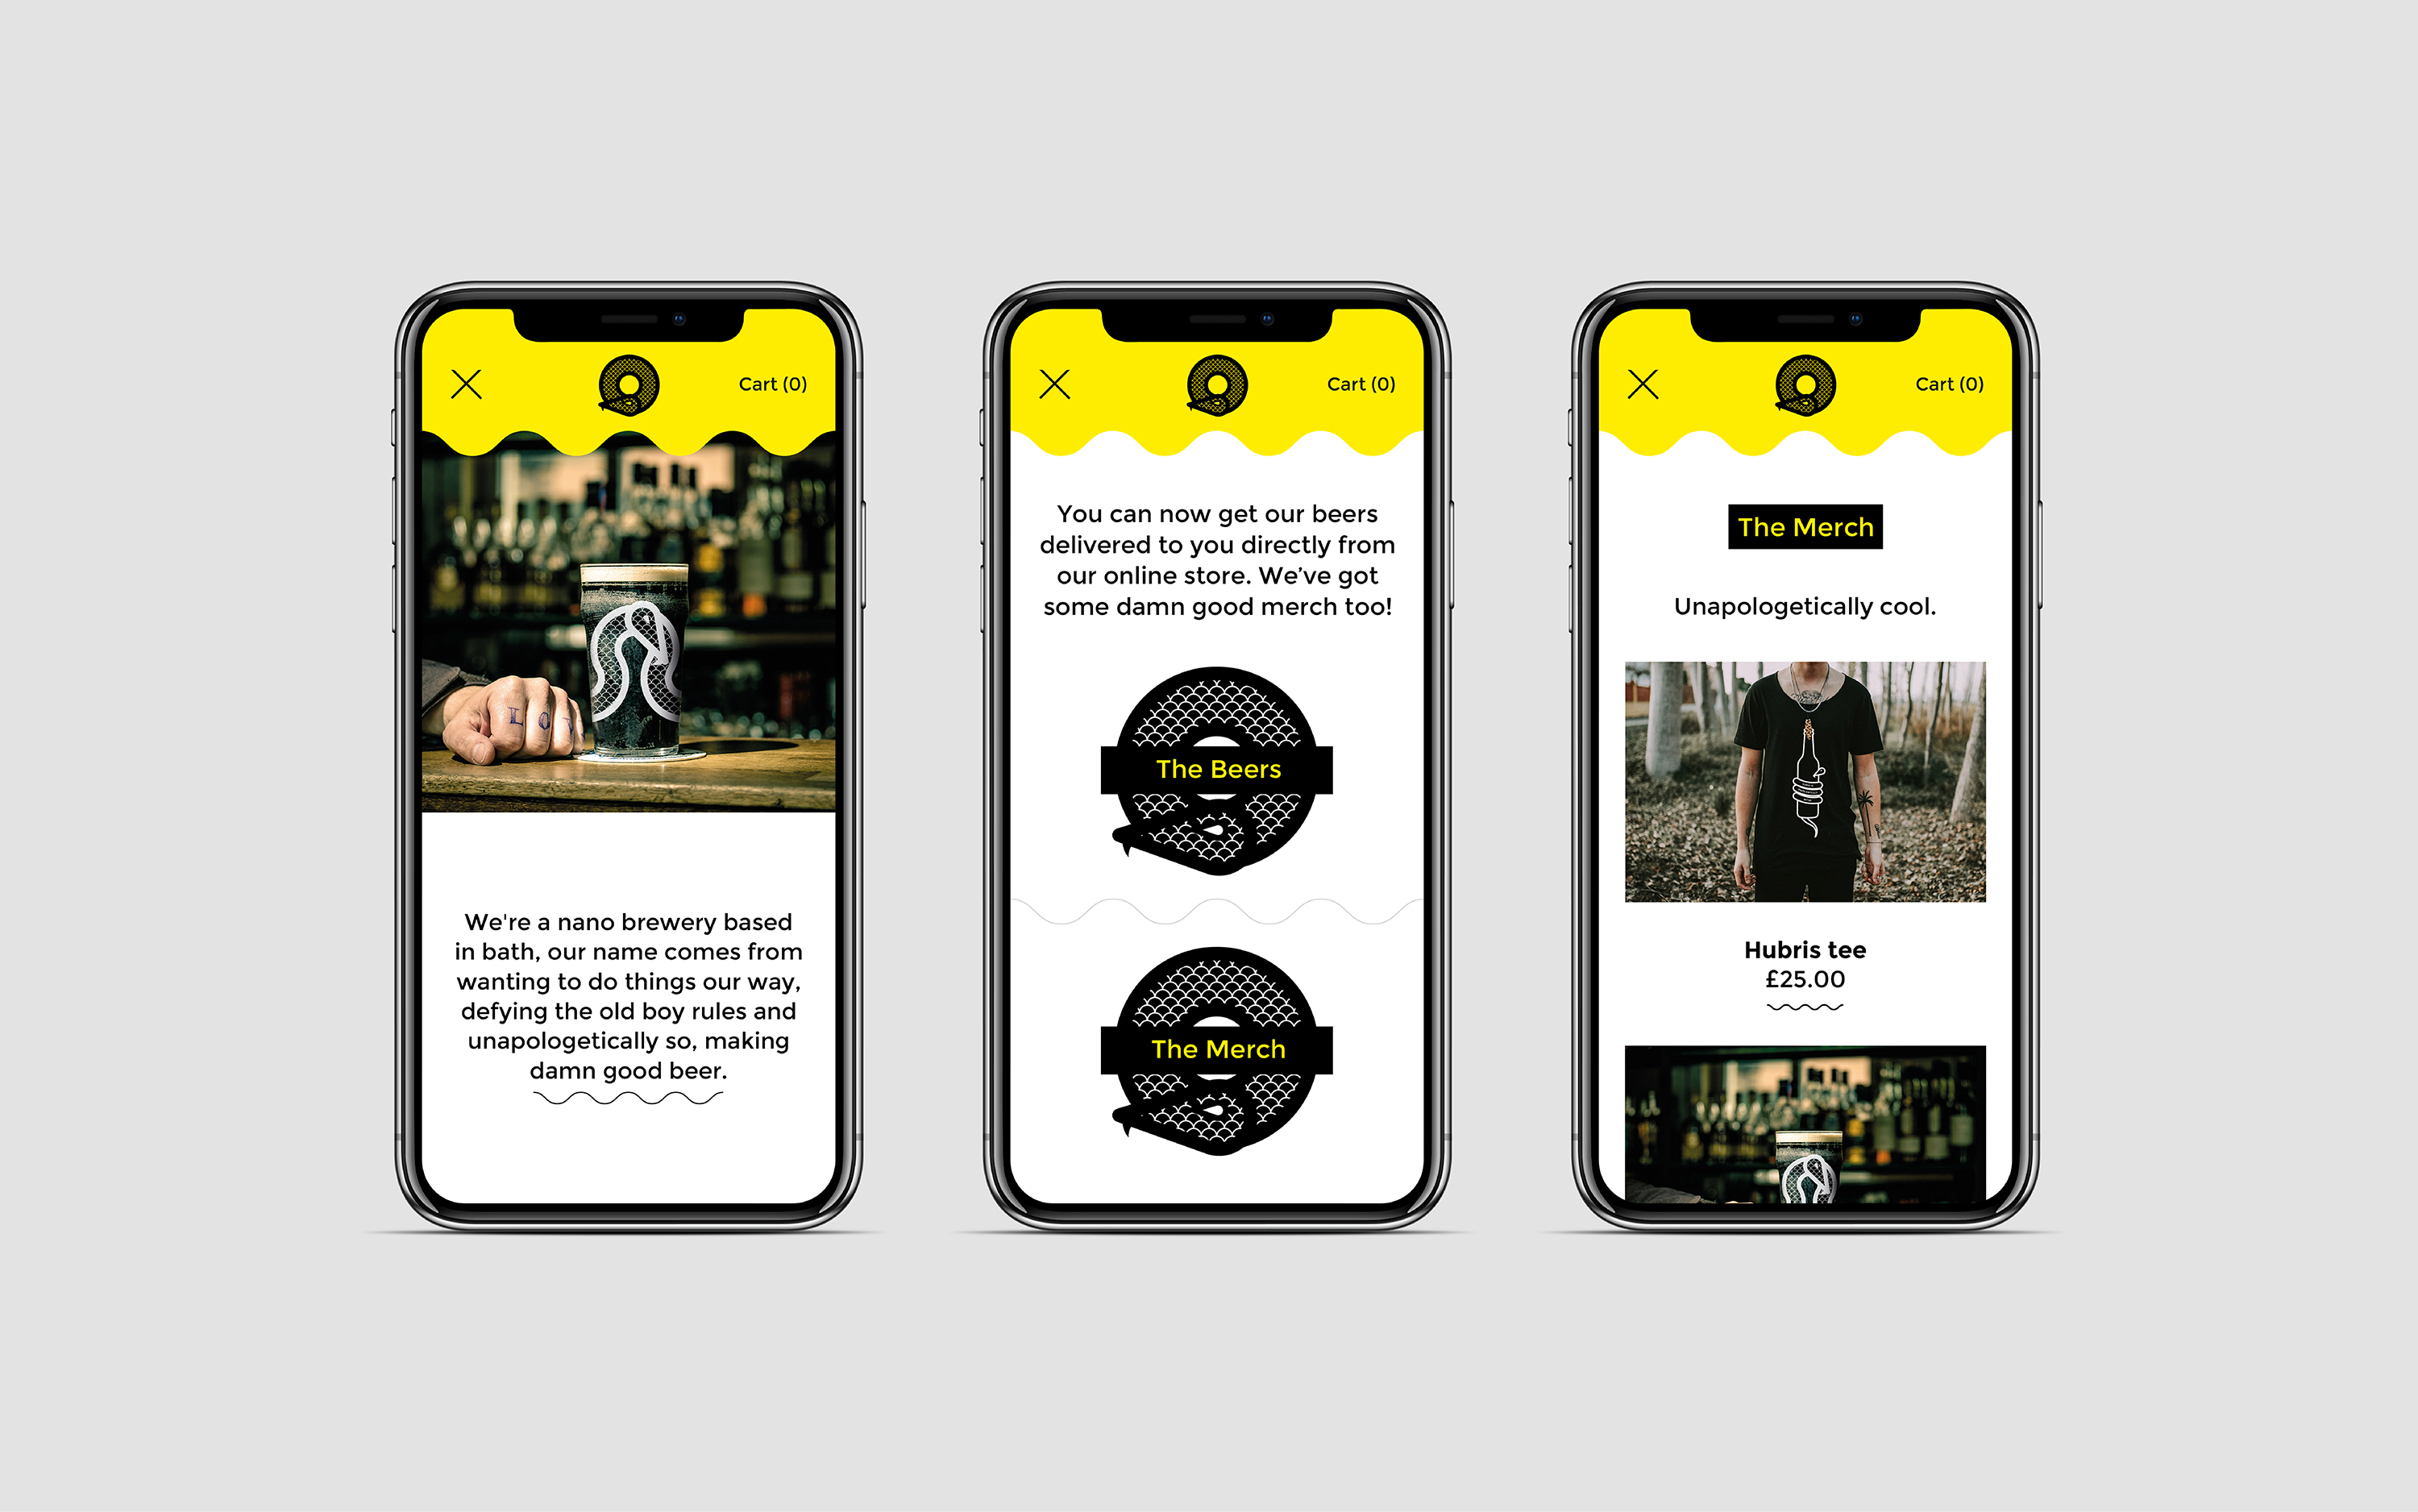 Cart (0)
L O V
We're a nano brewery based
in bath, our name comes from
wanting to do things our way,
defying the old boy rules and
unapologetically so, making
damn good beer.
Cart (0)
You can now get our beers
delivered to you directly from
our online store. We’ve got
some damn good merch too!
The Beers
The Merch
Cart (0)
The Merch
Unapologetically cool.
Hubris tee
£25.00